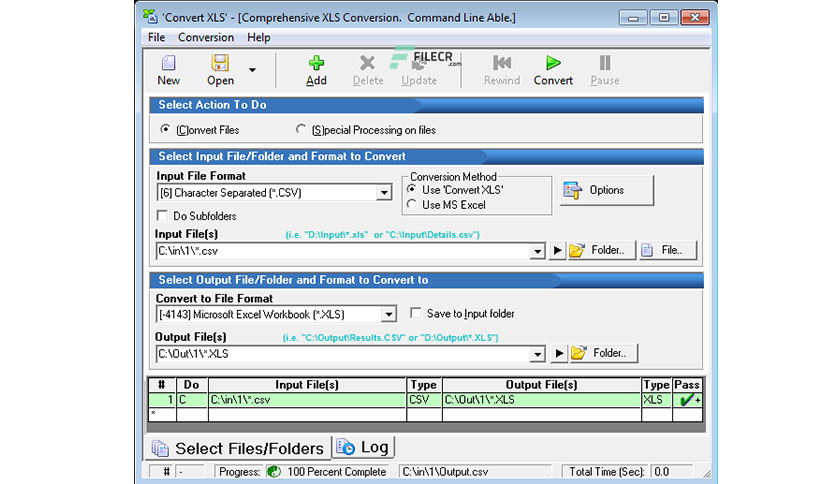 'Convert XLS' - [Comprehensive XLS Conversion. Command Line Able.]
File Conversion Help
FILECR
.com
New Open Add Delete Update Rewind Convert Pause
Select Action To Do
(C)onvert Files (S)pecial Processing on files
Select Input File/Folder and Format to Convert
Input File Format
Conversion Method
[6] Character Separated (*.CSV)
Use 'Convert XLS'
Options
Use MS Excel
Do Subfolders
Input File(s) (i.e. "D:\Input\*.xls" or "C:\Input\Details.csv")
C:\in\1\*.csv Folder.. File..
Select Output File/Folder and Format to Convert to
Convert to File Format
[-4143] Microsoft Excel Workbook (*.XLS) Save to Input folder
Output File(s) (i.e. "C:\Output\Results.CSV" or "D:\Output\*.XLS")
C:\Out\1\*.XLS Folder..
# Do Input File(s) Type Output File(s) Type Pass
1 C C:\in\1\*.csv CSV C:\Out\1\*.XLS XLS +
*
Select Files/Folders Log
# - Progress: 100 Percent Complete C:\in\1\Output.csv Total Time (Sec): 0.0